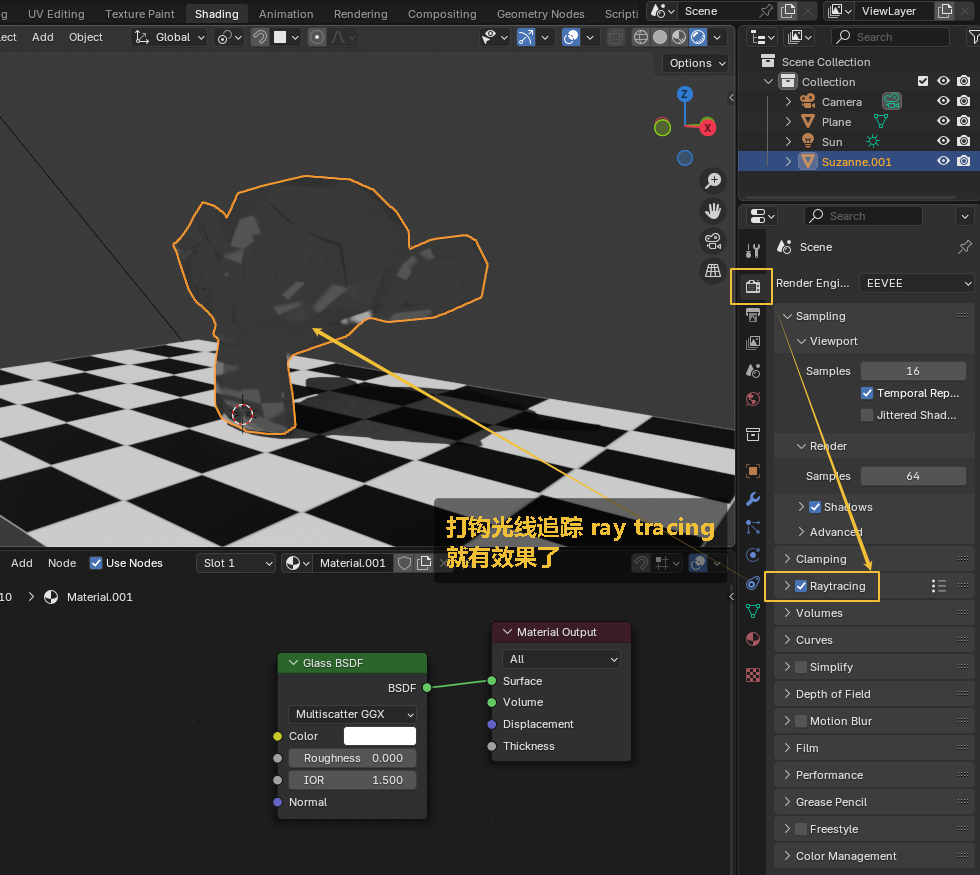 g UV Editing Texture Paint Shading Animation Rendering Compositing Geometry Nodes Scripti Scene ViewLayer
ect Add Object Global
Search
Options
Z
X
Scene Collection
Collection
Camera
Plane
Sun
Suzanne.001
Search
Scene
Render Engi... EEVEE
Sampling
Viewport
Samples 16
Temporal Rep...
Jittered Shad...
Render
Samples 64
Shadows
Advanced
Clamping
Raytracing
Volumes
Curves
Simplify
Depth of Field
Motion Blur
Film
Performance
Grease Pencil
Freestyle
Color Management
打钩光线追踪 ray tracing
就有效果了
Add Node Use Nodes Slot 1 Material.001
10 Material.001
Glass BSDF
BSDF
Multiscatter GGX
Color
Roughness 0.000
IOR 1.500
Normal
Material Output
All
Surface
Volume
Displacement
Thickness